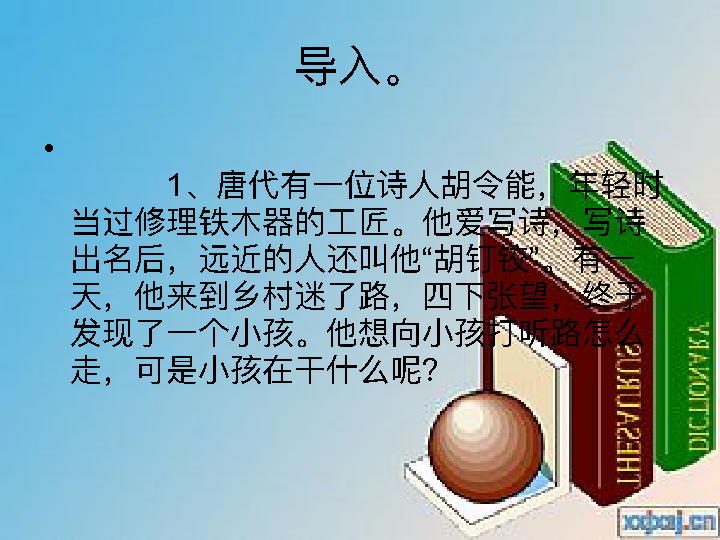 导入。
•
1、唐代有一位诗人胡令能，年轻时
当过修理铁木器的工匠。他爱写诗，写诗
出名后，远近的人还叫他“胡钉铰”。有一
天，他来到乡村迷了路，四下张望，终于
发现了一个小孩。他想向小孩打听路怎么
走，可是小孩在干什么呢？
THESAURUS
DICTIONARY